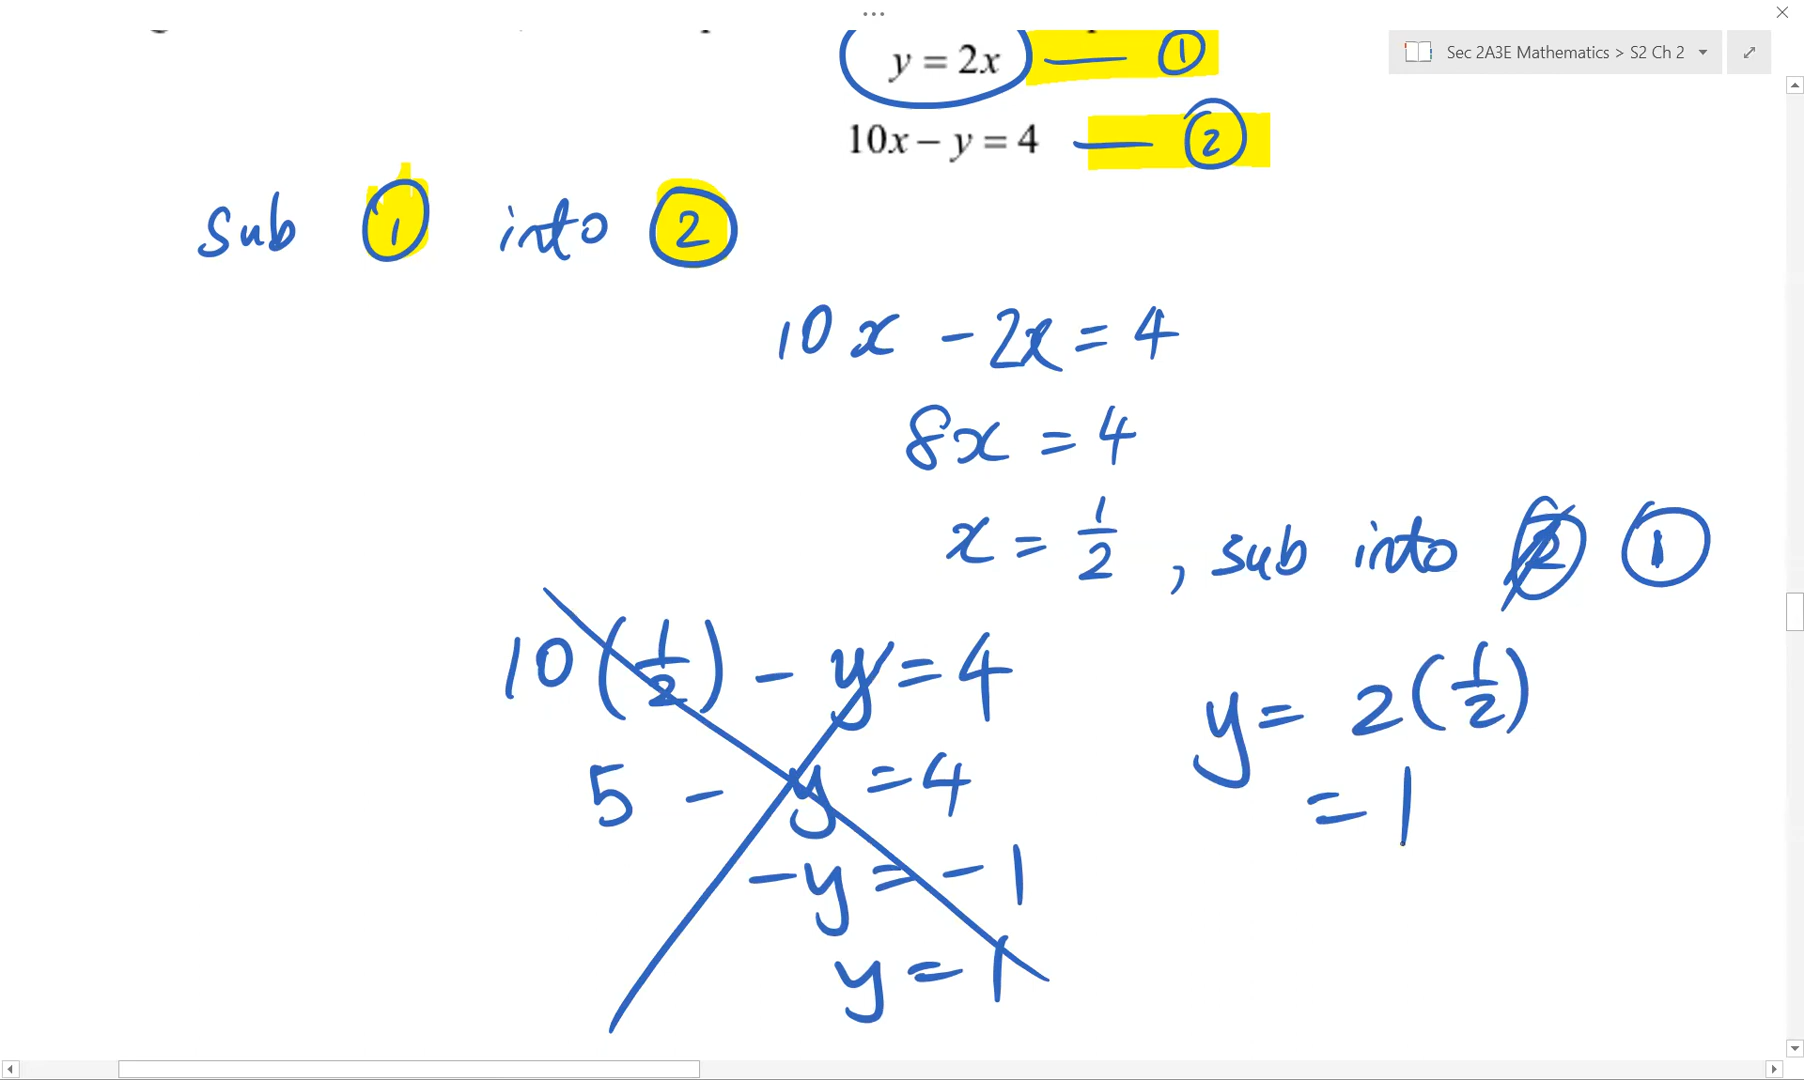 Sec 2A3E Mathematics > S2 Ch 2
y = 2x — ①
10x – y = 4 — ②
sub ① into ②
10x - 2x = 4
8x = 4
x = 1/2 , sub into ②̸ ①
10(1/2) - y = 4
5 - y = 4
-y = -1
y = 1
y = 2(1/2)
= 1